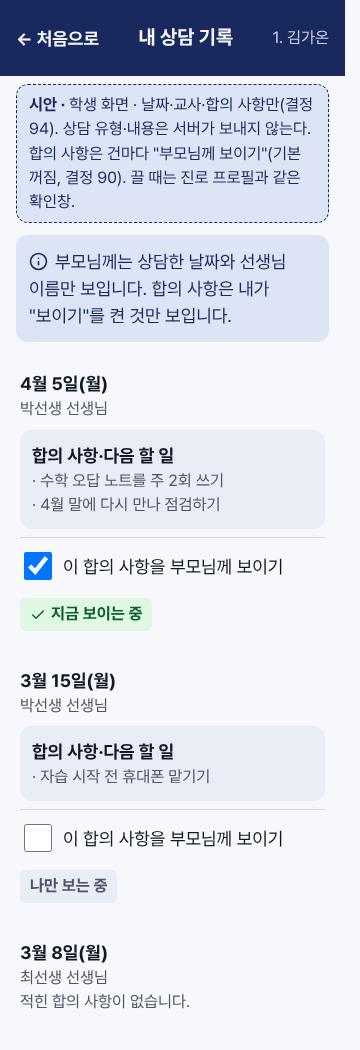 ← 처음으로
내 상담 기록
1. 김가온
시안 · 학생 화면 · 날짜·교사·합의 사항만(결정
94). 상담 유형·내용은 서버가 보내지 않는다.
합의 사항은 건마다 "부모님께 보이기"(기본
꺼짐, 결정 90). 끌 때는 진로 프로필과 같은
확인창.
부모님께는 상담한 날짜와 선생님
이름만 보입니다. 합의 사항은 내가
"보이기"를 켠 것만 보입니다.
4월 5일(월)
박선생 선생님
합의 사항·다음 할 일
· 수학 오답 노트를 주 2회 쓰기
· 4월 말에 다시 만나 점검하기
이 합의 사항을 부모님께 보이기
지금 보이는 중
3월 15일(월)
박선생 선생님
합의 사항·다음 할 일
· 자습 시작 전 휴대폰 맡기기
이 합의 사항을 부모님께 보이기
나만 보는 중
3월 8일(월)
최선생 선생님
적힌 합의 사항이 없습니다.